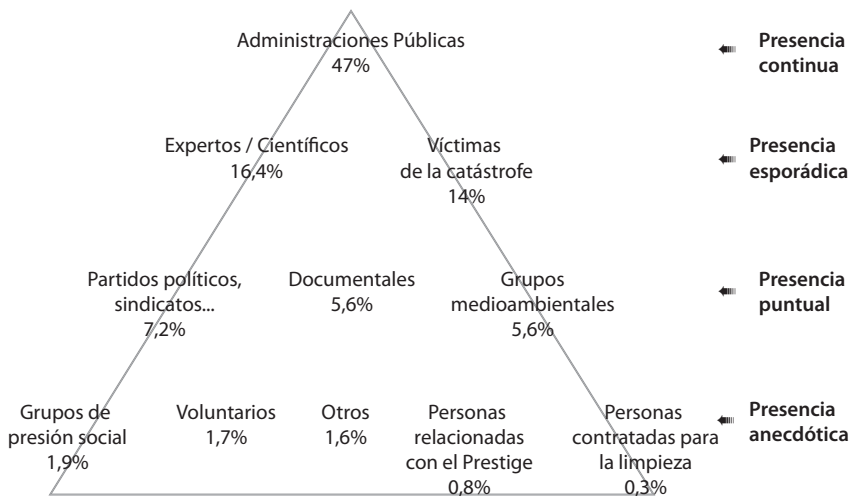 Administraciones Públicas
47%
Presencia
continua
Expertos / Científicos
16,4%
Víctimas
de la catástrofe
14%
Presencia
esporádica
Partidos políticos,
sindicatos...
7,2%
Documentales
5,6%
Grupos
medioambientales
5,6%
Presencia
puntual
Grupos de
presión social
1,9%
Voluntarios
1,7%
Otros
1,6%
Personas
relacionadas
con el Prestige
0,8%
Personas
contratadas para
la limpieza
0,3%
Presencia
anecdótica